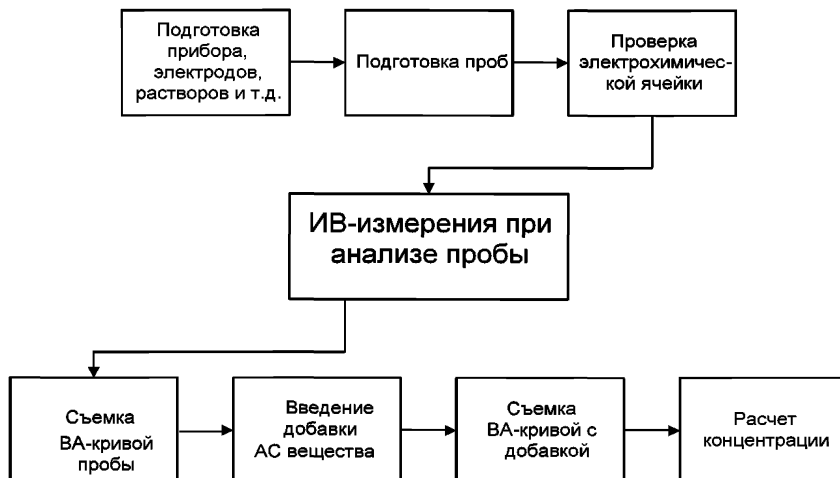 Подготовка
прибора,
электродов,
растворов и т.д.
Подготовка проб
Проверка
электрохимичес-
кой ячейки
ИВ-измерения при
анализе пробы
Съемка
ВА-кривой
пробы
Введение
добавки
АС вещества
Съемка
ВА-кривой с
добавкой
Расчет
концентрации